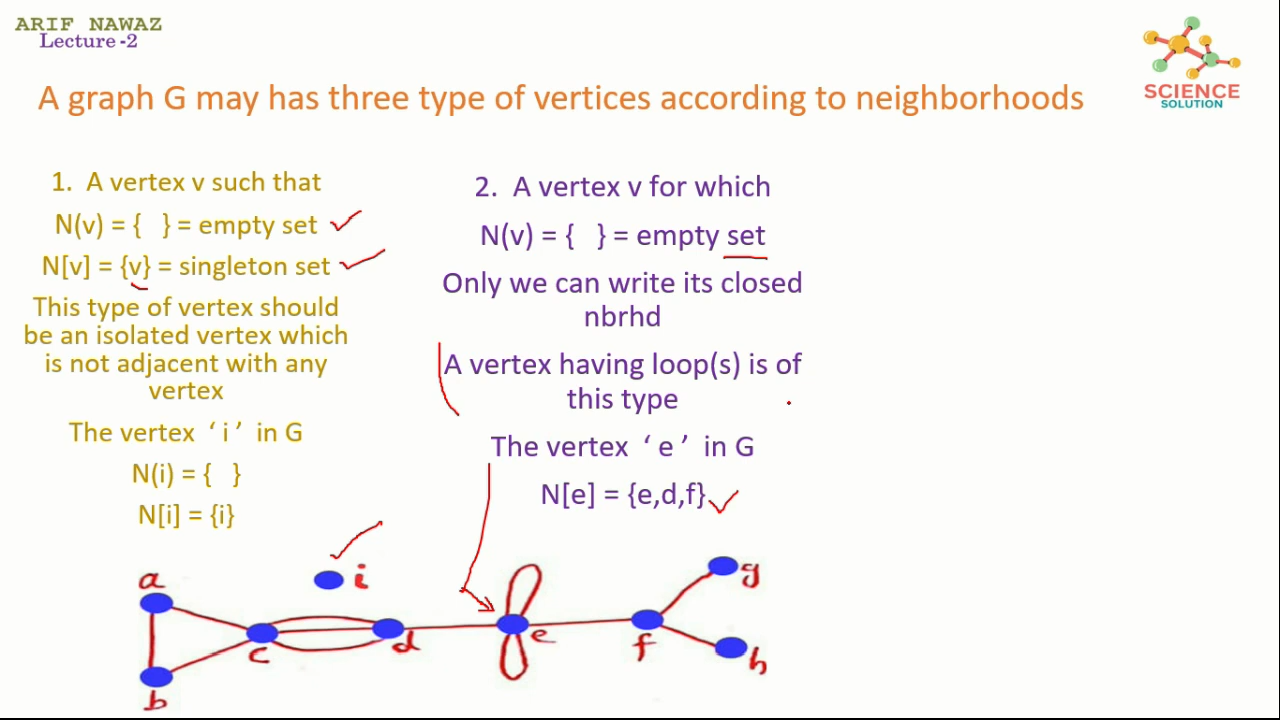 ARIF NAWAZ
Lecture -2
SCIENCE
SOLUTION
A graph G may has three type of vertices according to neighborhoods
1. A vertex v such that
N(v) = { } = empty set
N[v] = {v} = singleton set
This type of vertex should
be an isolated vertex which
is not adjacent with any
vertex
The vertex ‘ i ’ in G
N(i) = { }
N[i] = {i}
2. A vertex v for which
N(v) = { } = empty set
Only we can write its closed
nbrhd
A vertex having loop(s) is of
this type
The vertex ‘ e ’ in G
N[e] = {e,d,f}
a
i
g
c
d
e
f
h
b